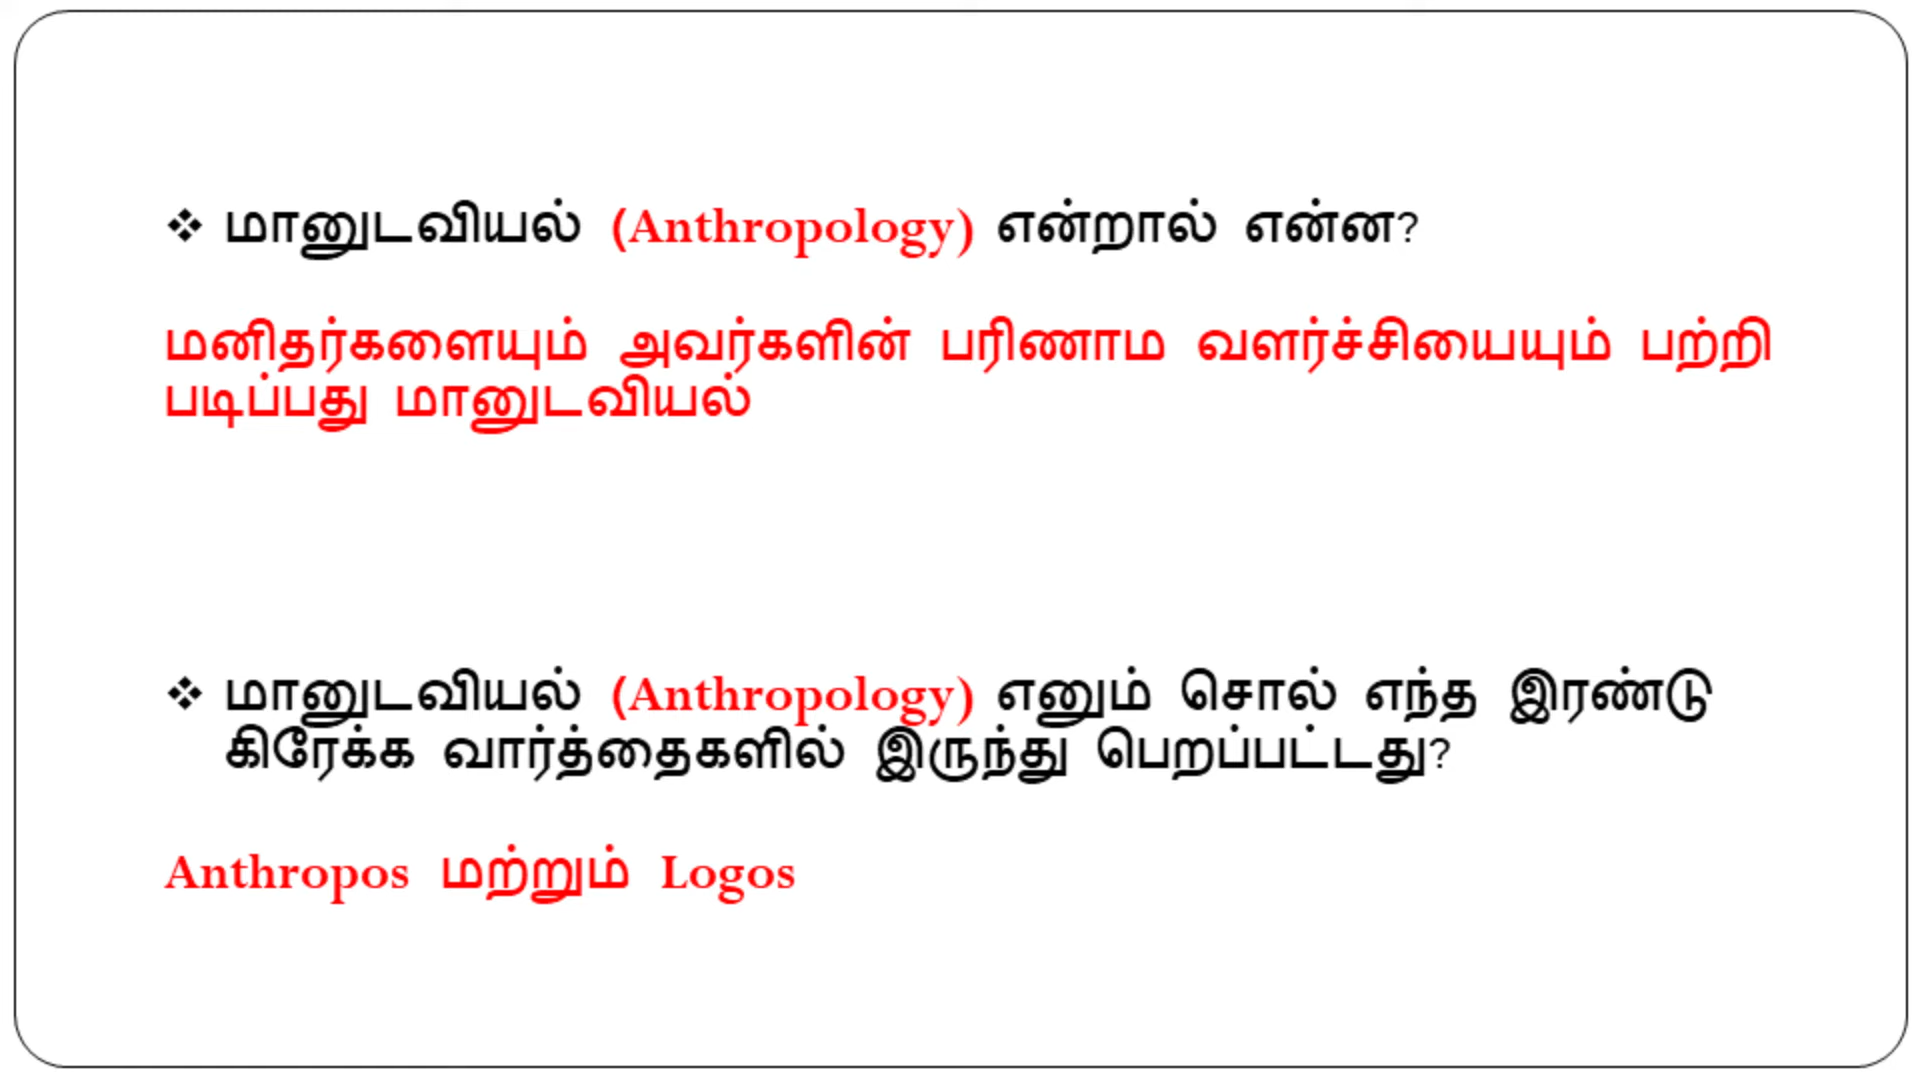 ❖ மானுடவியல் (Anthropology) என்றால் என்ன?
மனிதர்களையும் அவர்களின் பரிணாம வளர்ச்சியையும் பற்றி
படிப்பது மானுடவியல்
❖ மானுடவியல் (Anthropology) எனும் சொல் எந்த இரண்டு
கிரேக்க வார்த்தைகளில் இருந்து பெறப்பட்டது?
Anthropos மற்றும் Logos